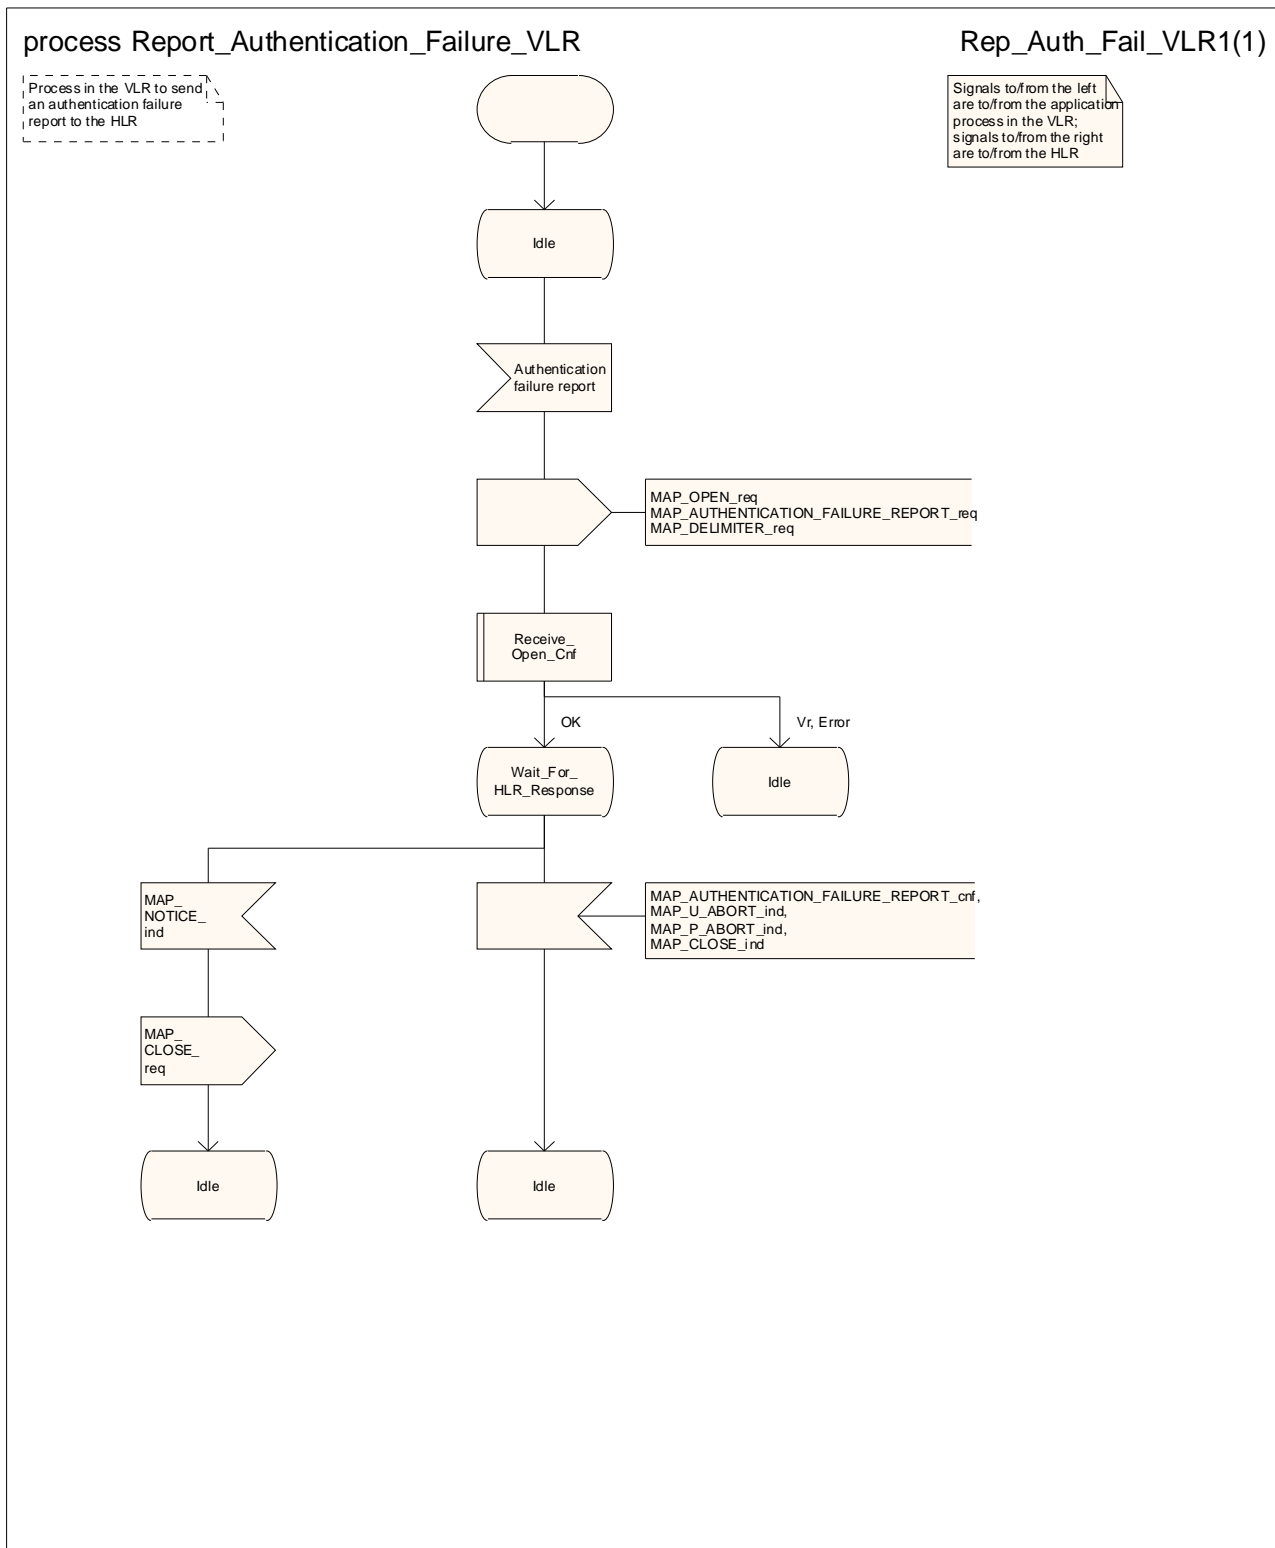 process Report_Authentication_Failure_VLR
Rep_Auth_Fail_VLR1(1)
Process in the VLR to send
an authentication failure
report to the HLR
Signals to/from the left
are to/from the application
process in the VLR;
signals to/from the right
are to/from the HLR
Idle
Authentication
failure report
MAP_OPEN_req
MAP_AUTHENTICATION_FAILURE_REPORT_req
MAP_DELIMITER_req
Receive_
Open_Cnf
OK
Vr, Error
Wait_For_
HLR_Response
Idle
MAP_
NOTICE_
ind
MAP_AUTHENTICATION_FAILURE_REPORT_cnf,
MAP_U_ABORT_ind,
MAP_P_ABORT_ind,
MAP_CLOSE_ind
MAP_
CLOSE_
req
Idle
Idle